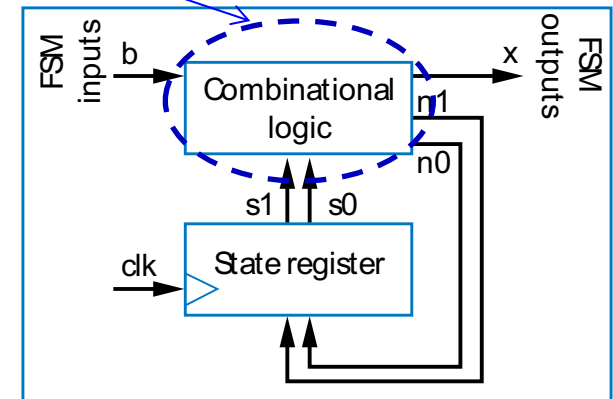 FSM
inputs
b
Combinational
logic
x
n1
n0
FSM
outputs
s1
s0
clk
State register